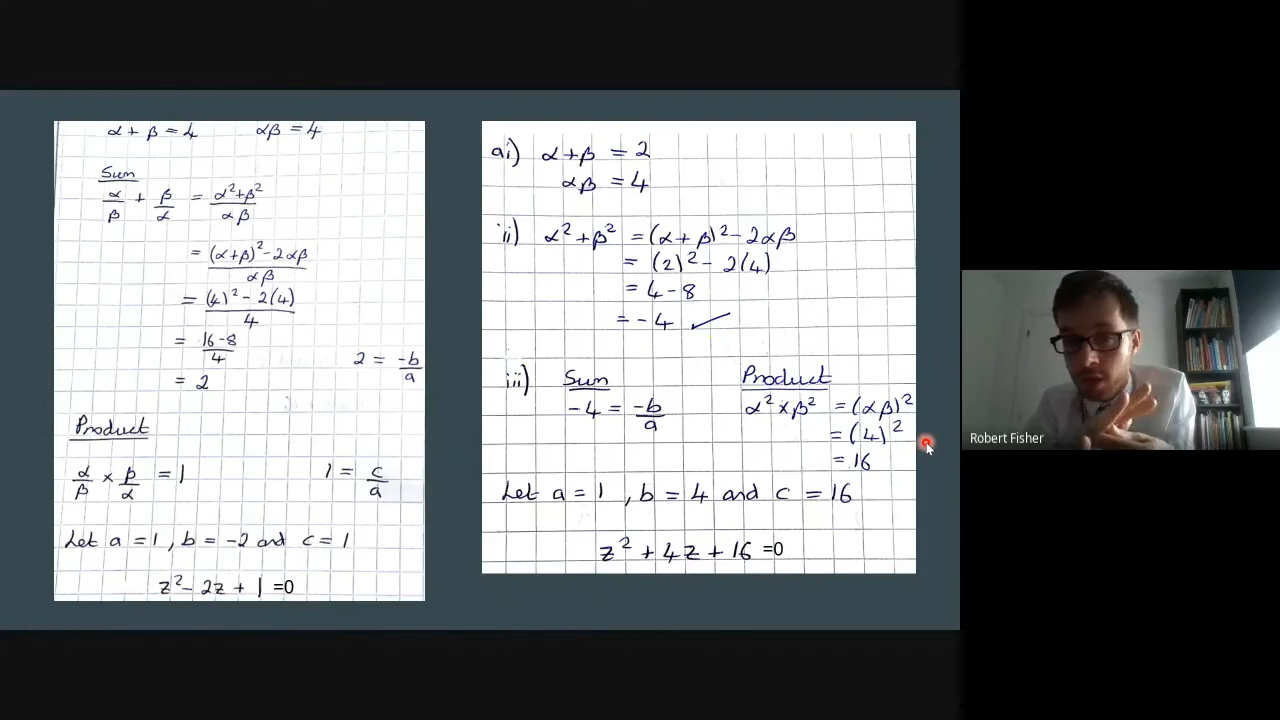 α + β = 4 αβ = 4
Sum
α/β + β/α = α²+β²/αβ
= (α+β)² - 2αβ/αβ
= (4)² - 2(4)/4
= 16-8/4
= 2
2 = -b/a
Product
α/β × β/α = 1
1 = c/a
Let a = 1, b = -2 and c = 1
z² - 2z + 1 =0
ai) α+β = 2
αβ = 4
ii) α² + β² = (α + β)² - 2αβ
= (2)² - 2(4)
= 4 - 8
= -4 ✓
iii) Sum
-4 = -b/a
Product
α² × β² = (αβ)²
= (4)²
= 16
Let a = 1, b = 4 and c = 16
z² + 4z + 16 =0
Robert Fisher